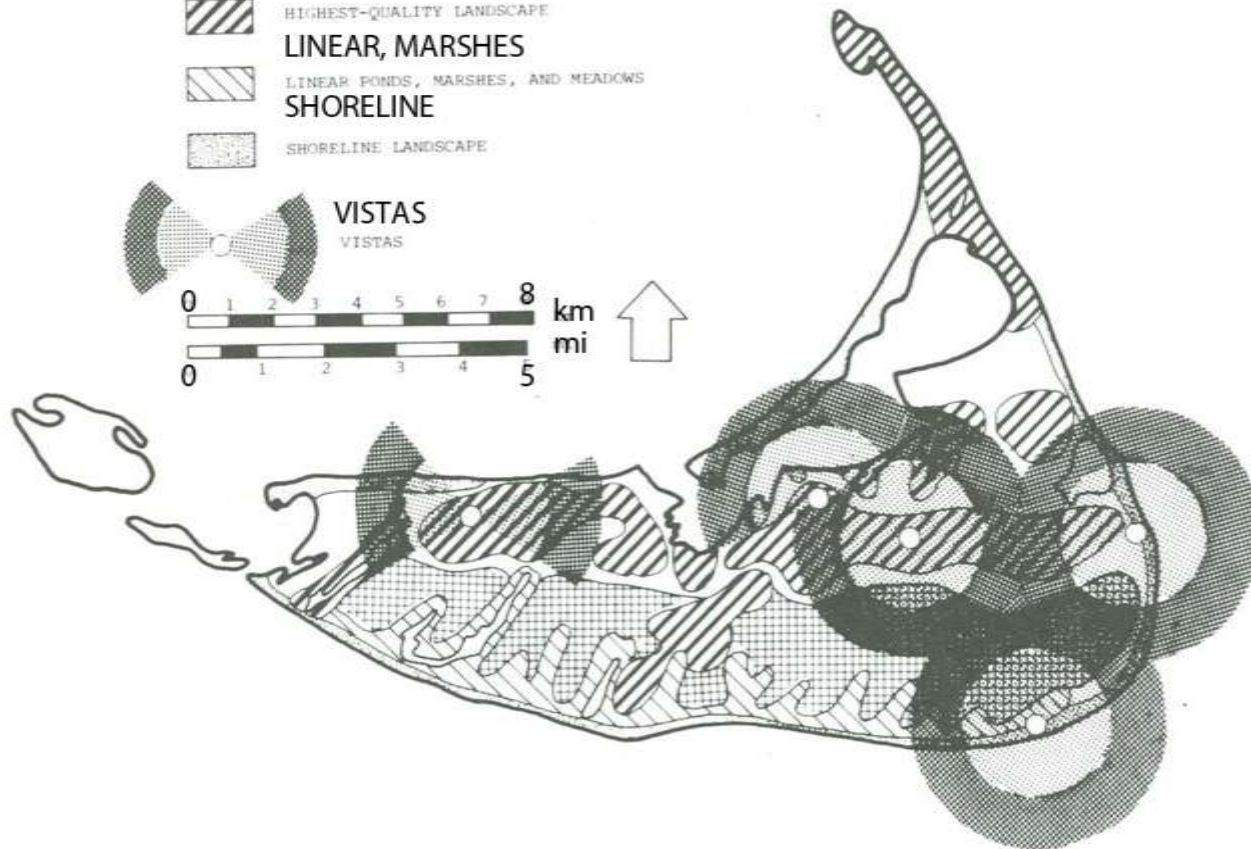 HIGHEST-QUALITY LANDSCAPE
LINEAR, MARSHES
LINEAR PONDS, MARSHES, AND MEADOWS
SHORELINE
SHORELINE LANDSCAPE
VISTAS
VISTAS
0 1 2 3 4 5 6 7 8 km
mi
0 1 2 3 4 5